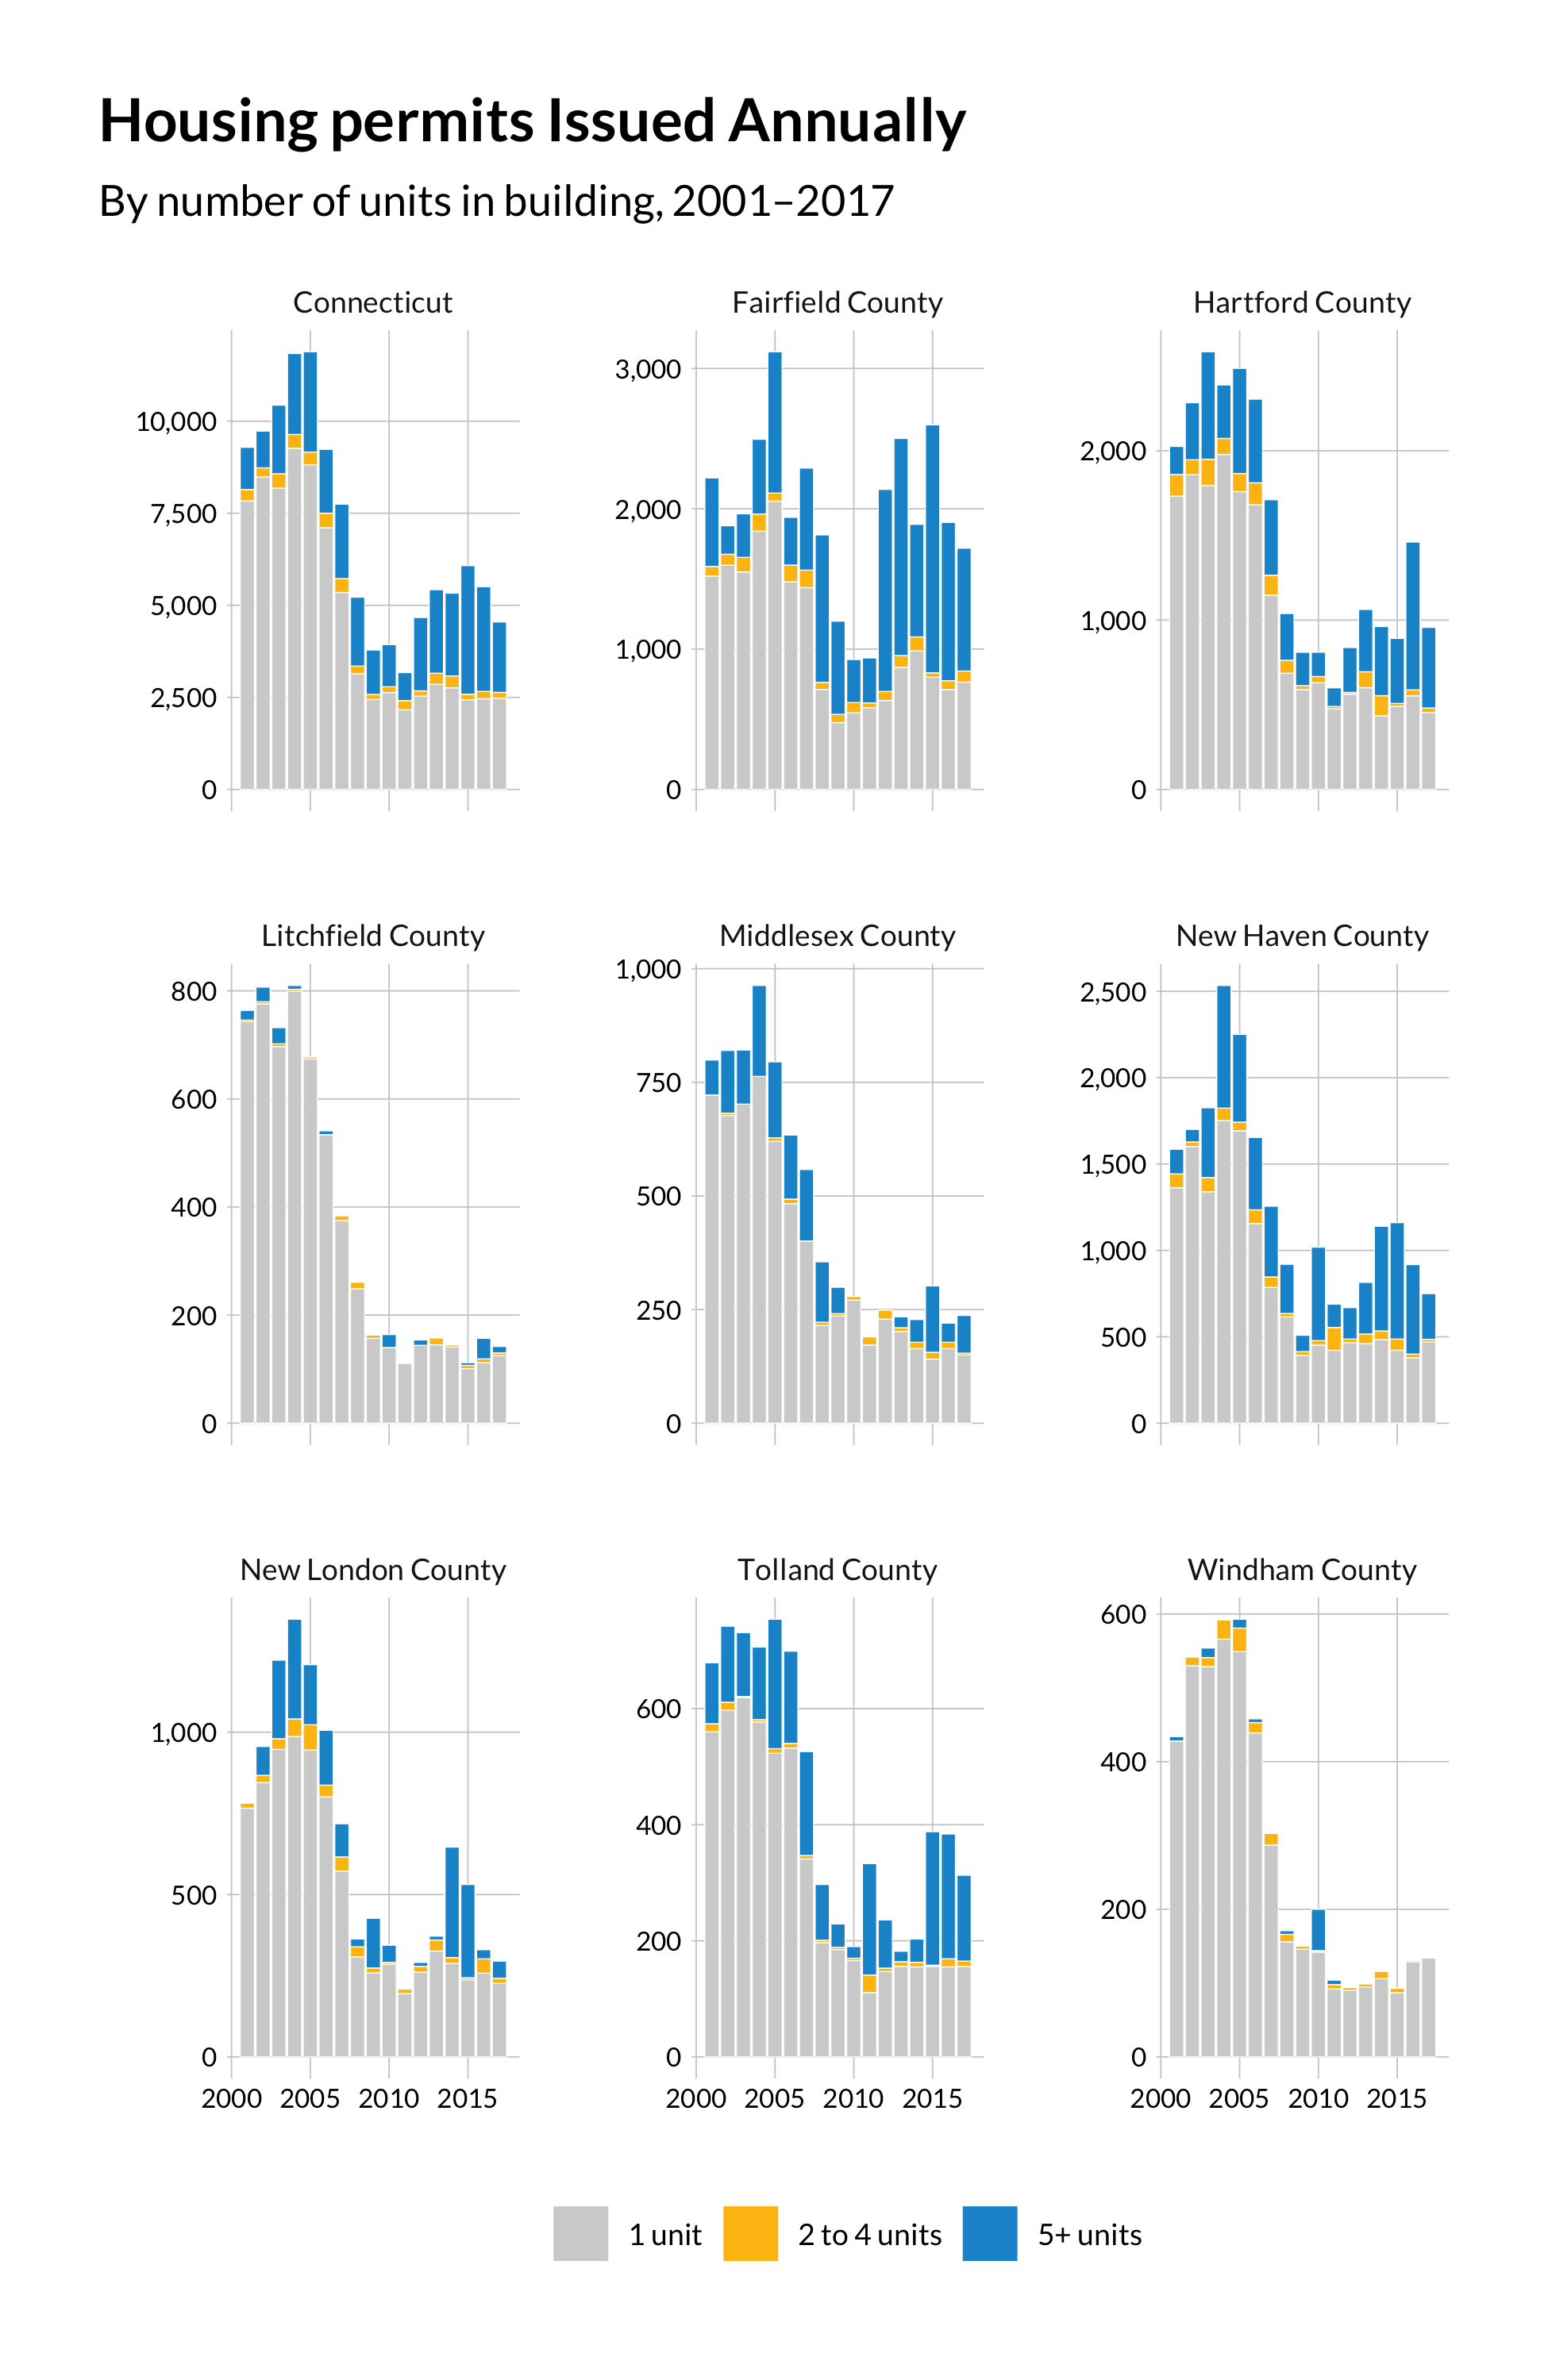 Housing permits Issued Annually
By number of units in building, 2001–2017
Connecticut
Fairfield County
Hartford County
10,000
7,500
5,000
2,500
0
3,000
2,000
1,000
0
2,000
1,000
0
Litchfield County
Middlesex County
New Haven County
800
600
400
200
0
1,000
750
500
250
0
2,500
2,000
1,500
1,000
500
0
New London County
Tolland County
Windham County
1,000
500
0
600
400
200
0
600
400
200
0
2000 2005 2010 2015
2000 2005 2010 2015
2000 2005 2010 2015
1 unit 2 to 4 units 5+ units